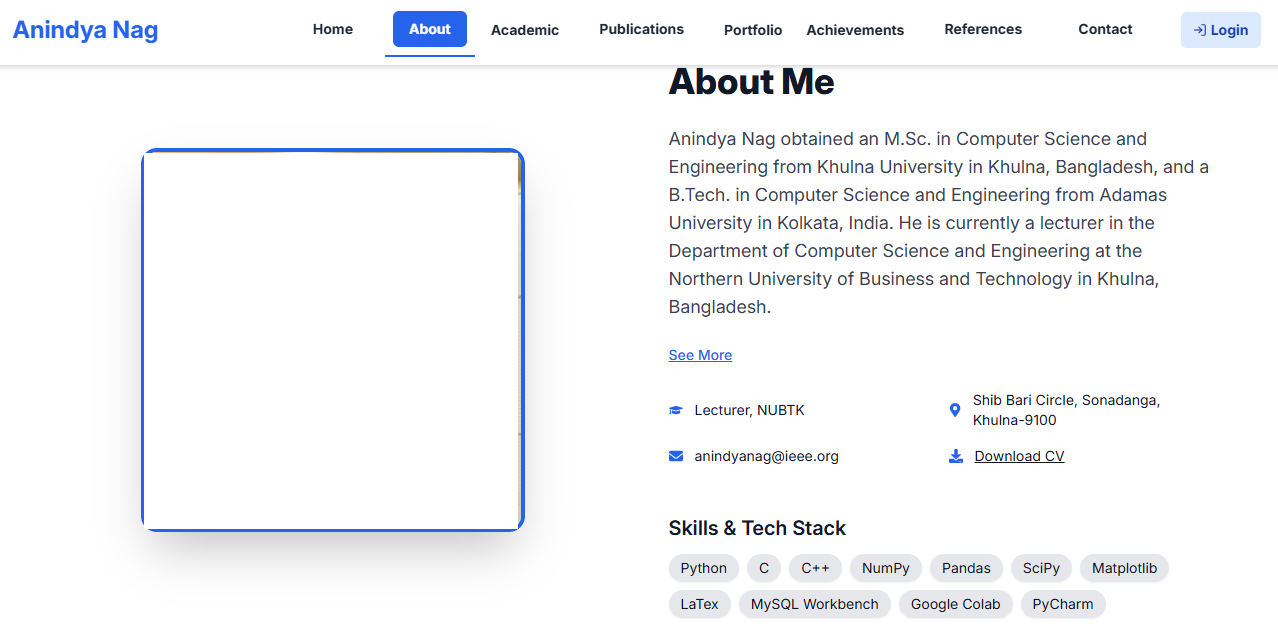 Anindya Nag
Home
About
Academic
Publications
Portfolio
Achievements
References
Contact
Login
About Me
Anindya Nag obtained an M.Sc. in Computer Science and
Engineering from Khulna University in Khulna, Bangladesh, and a
B.Tech. in Computer Science and Engineering from Adamas
University in Kolkata, India. He is currently a lecturer in the
Department of Computer Science and Engineering at the
Northern University of Business and Technology in Khulna,
Bangladesh.
See More
Lecturer, NUBTK
Shib Bari Circle, Sonadanga,
Khulna-9100
anindyanag@ieee.org
Download CV
Skills & Tech Stack
Python
C
C++
NumPy
Pandas
SciPy
Matplotlib
LaTex
MySQL Workbench
Google Colab
PyCharm